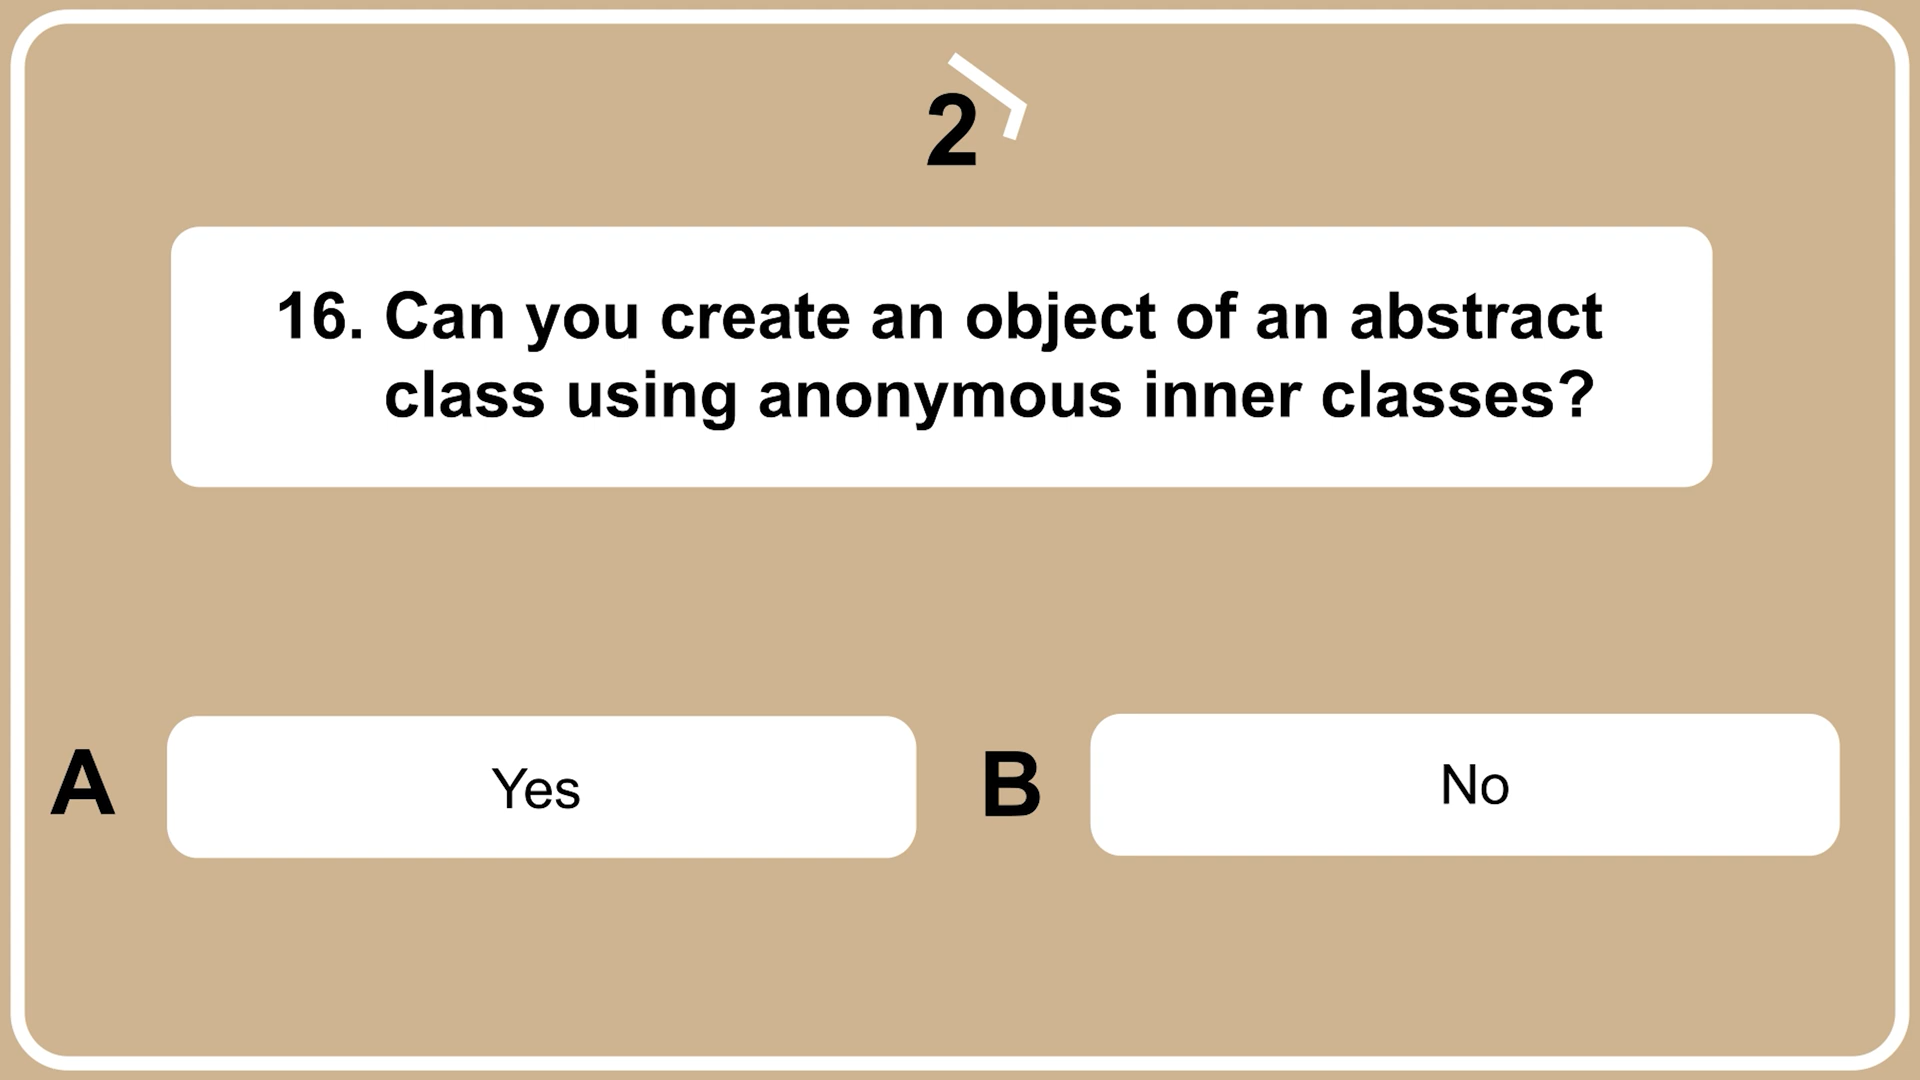 2
16. Can you create an object of an abstract
class using anonymous inner classes?
A
Yes
B
No